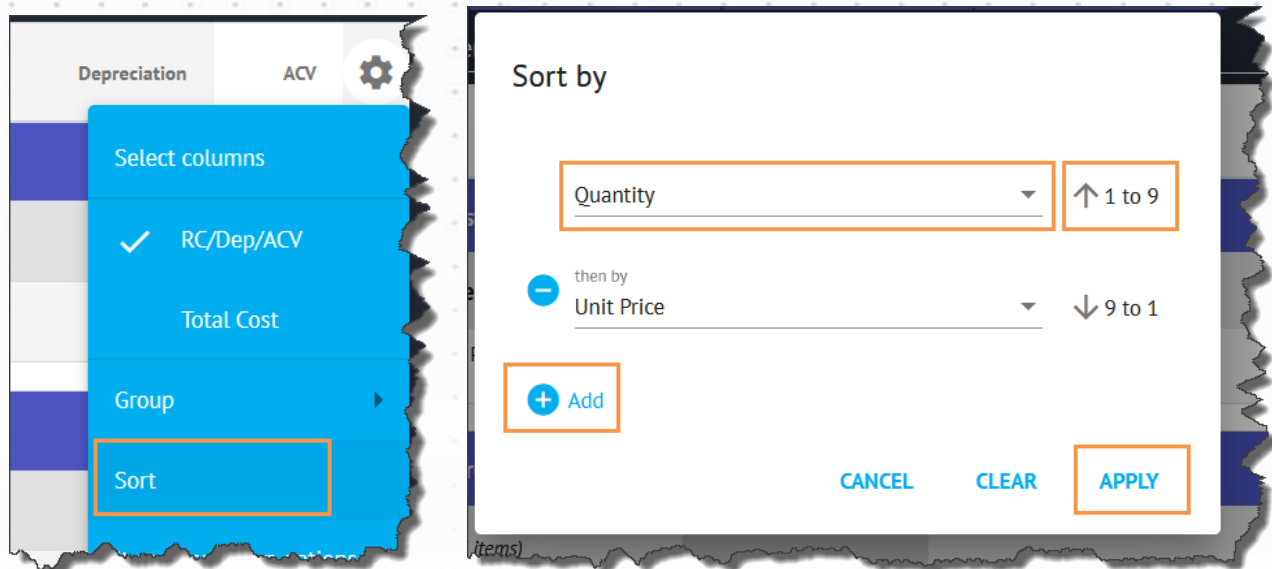 Depreciation ACV
Select columns
RC/Dep/ACV
Total Cost
Group
Sort
Sort by
Quantity 1 to 9
then by
Unit Price 9 to 1
Add
CANCEL CLEAR APPLY
items)